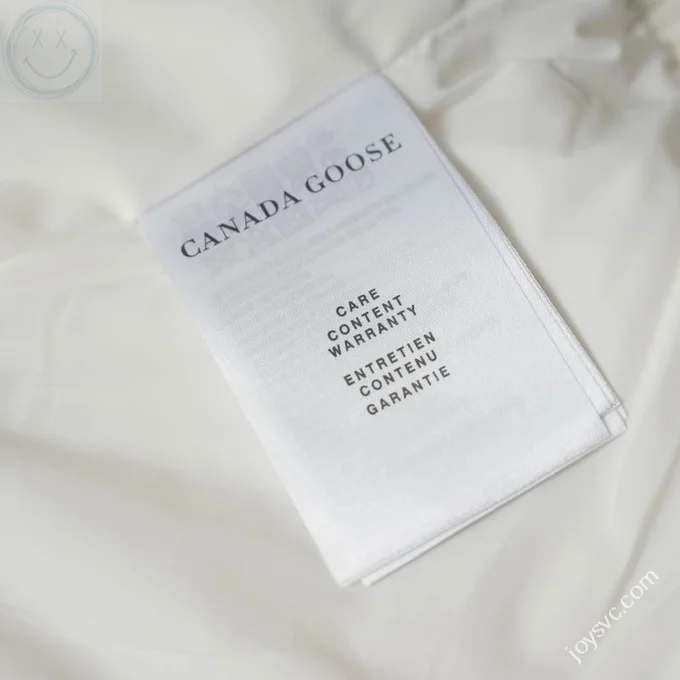 CANADA GOOSE
CARE
CONTENT
WARRANTY
ENTRETIEN
CONTENU
GARANTIE
joysvc.com